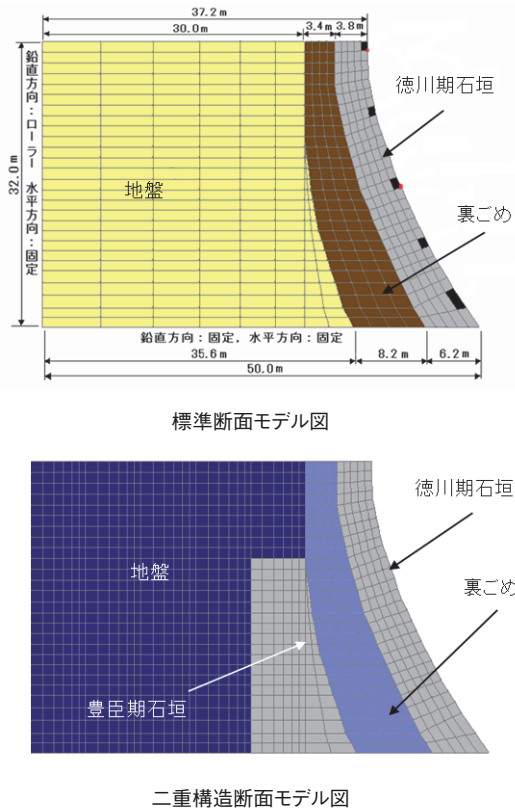 37.2m
30.0m
3.4m
3.8m
徳川期石垣
鉛直方向：ローラー 水平方向：固定
32.0m
地盤
裏ごめ
鉛直方向：固定，水平方向：固定
35.6m
8.2m
6.2m
50.0m
標準断面モデル図
徳川期石垣
地盤
裏ごめ
豊臣期石垣
二重構造断面モデル図